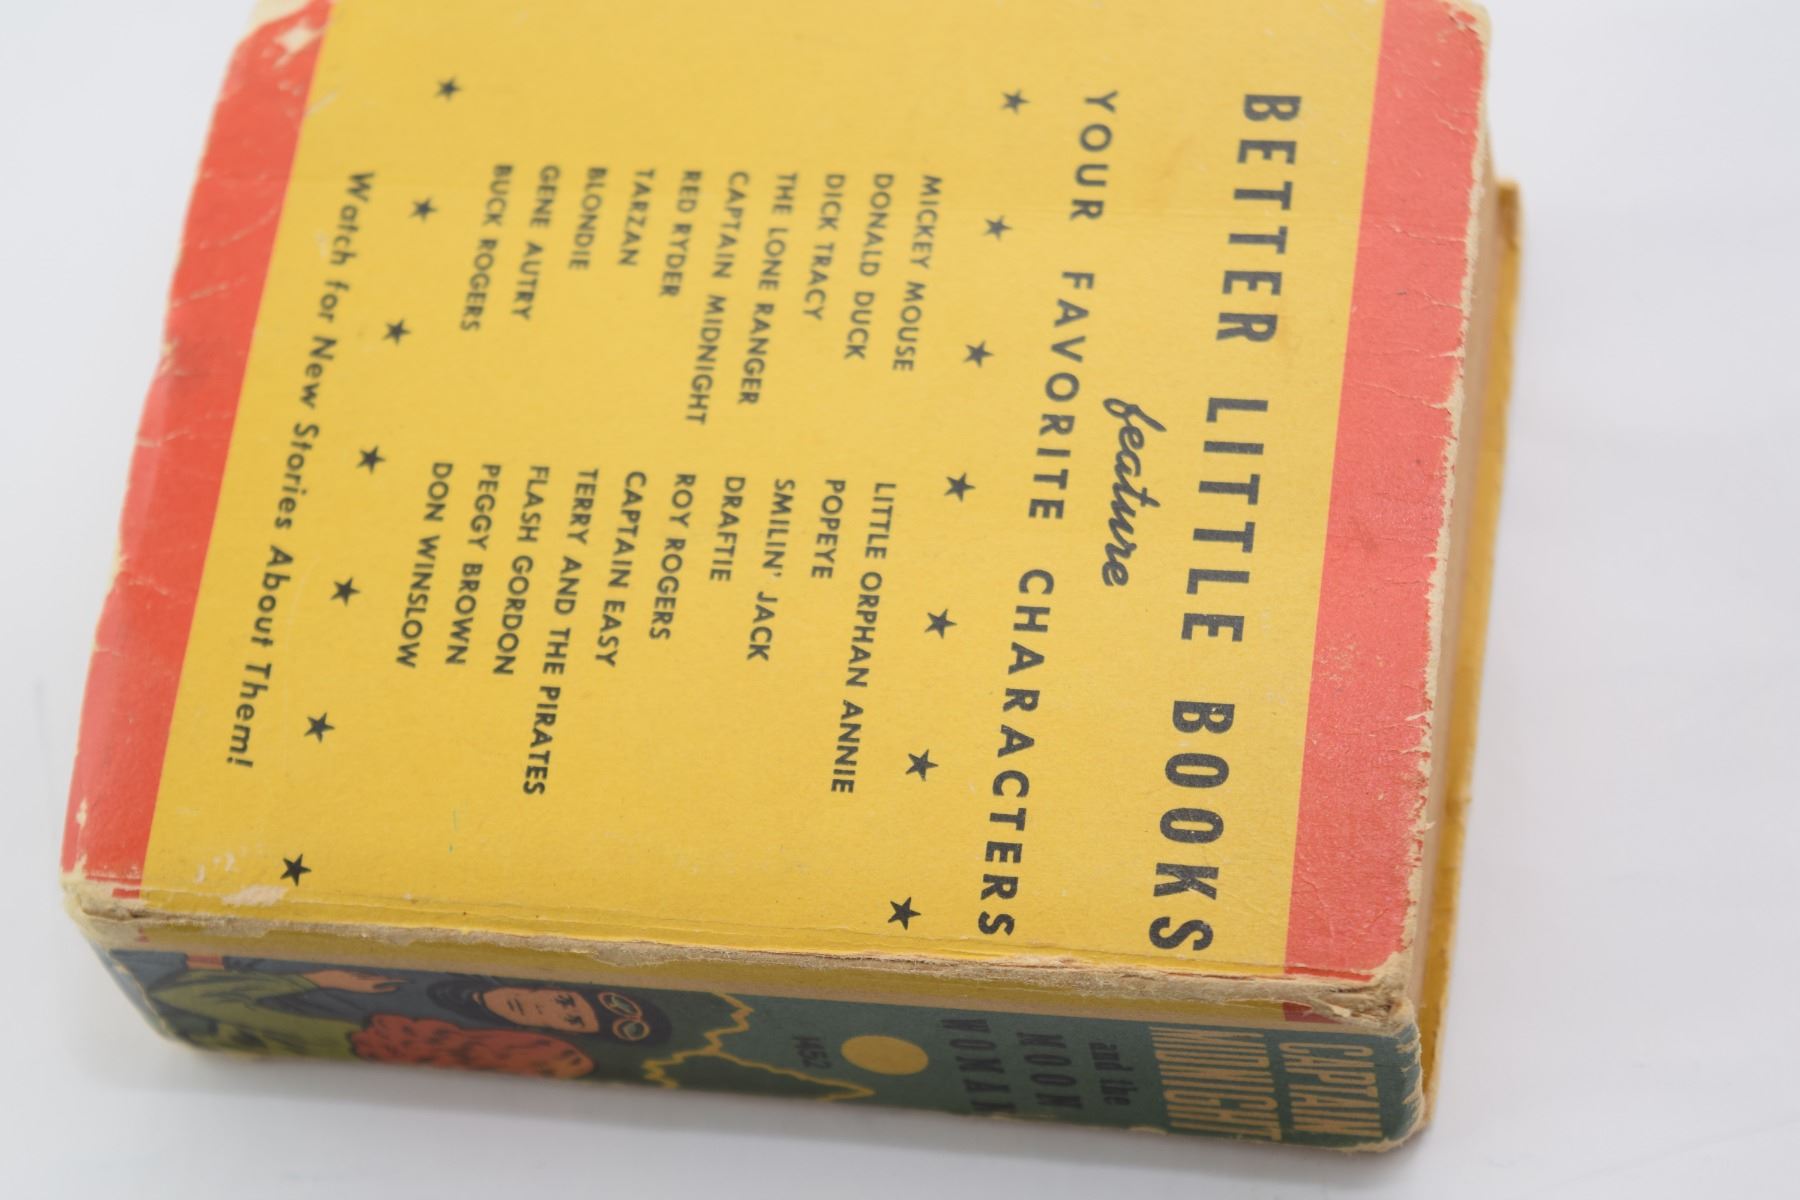 BETTER LITTLE BOOKS
feature
YOUR FAVORITE CHARACTERS
MICKEY MOUSE
DONALD DUCK
DICK TRACY
THE LONE RANGER
CAPTAIN MIDNIGHT
RED RYDER
TARZAN
BLONDIE
GENE AUTRY
BUCK ROGERS
LITTLE ORPHAN ANNIE
POPEYE
SMILIN' JACK
DRAFTIE
ROY ROGERS
CAPTAIN EASY
TERRY AND THE PIRATES
FLASH GORDON
PEGGY BROWN
DON WINSLOW
Watch for New Stories About Them!
CAPTAIN
MIDNIGHT
and the
MOON
WOMAN
1452